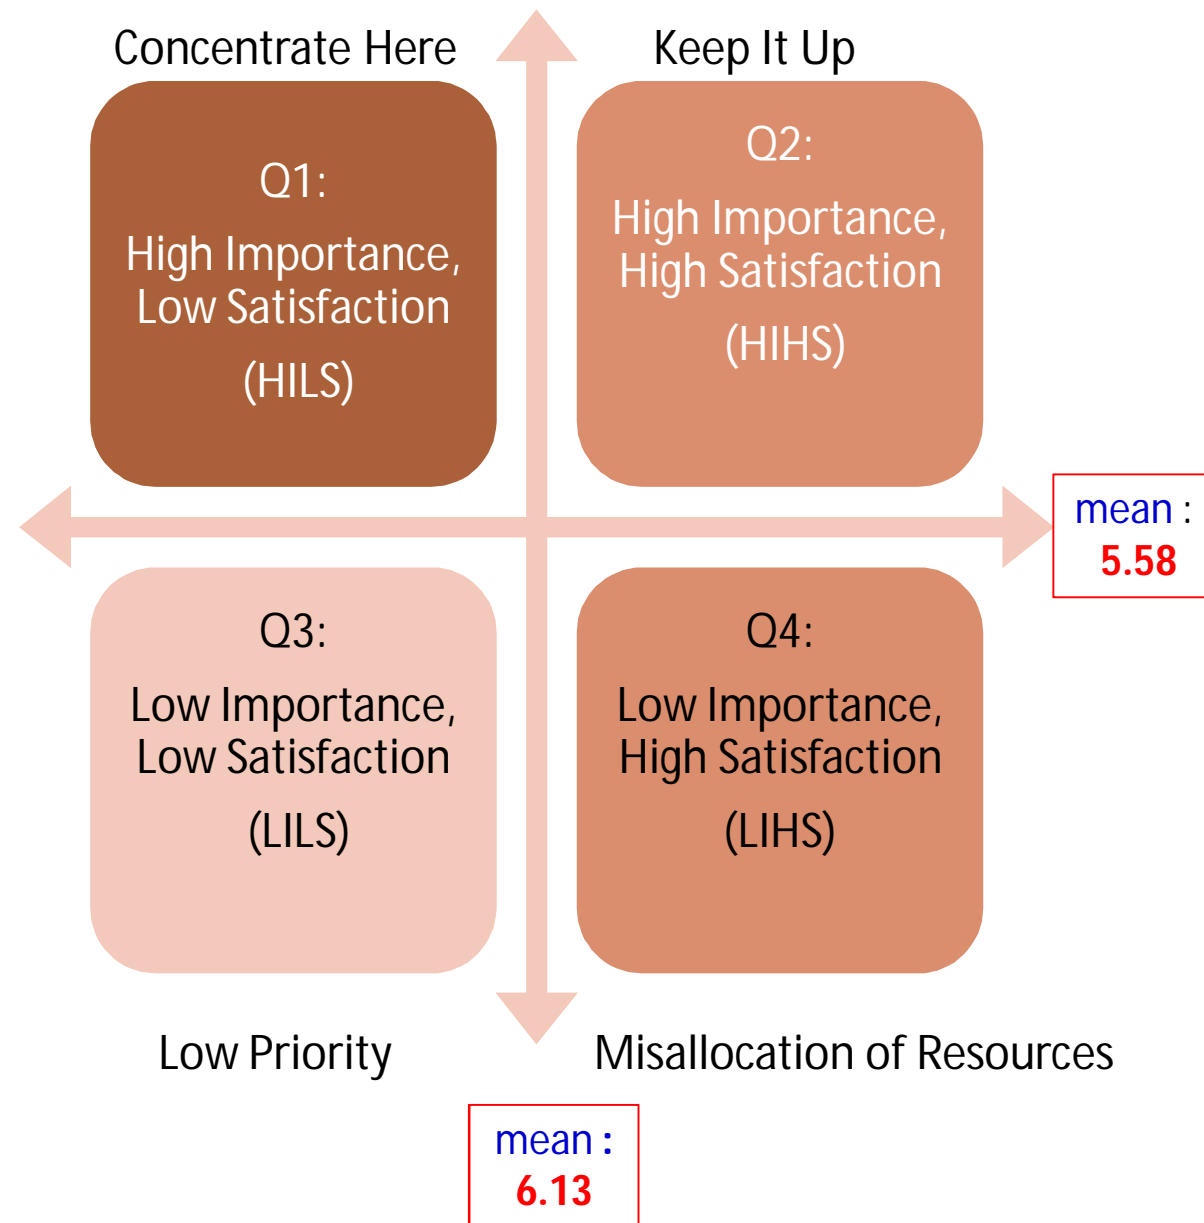 Concentrate Here
Keep It Up
Q1:
High Importance,
Low Satisfaction
(HILS)
Q2:
High Importance,
High Satisfaction
(HIHS)
mean :
5.58
Q3:
Low Importance,
Low Satisfaction
(LILS)
Q4:
Low Importance,
High Satisfaction
(LIHS)
Low Priority
Misallocation of Resources
mean :
6.13